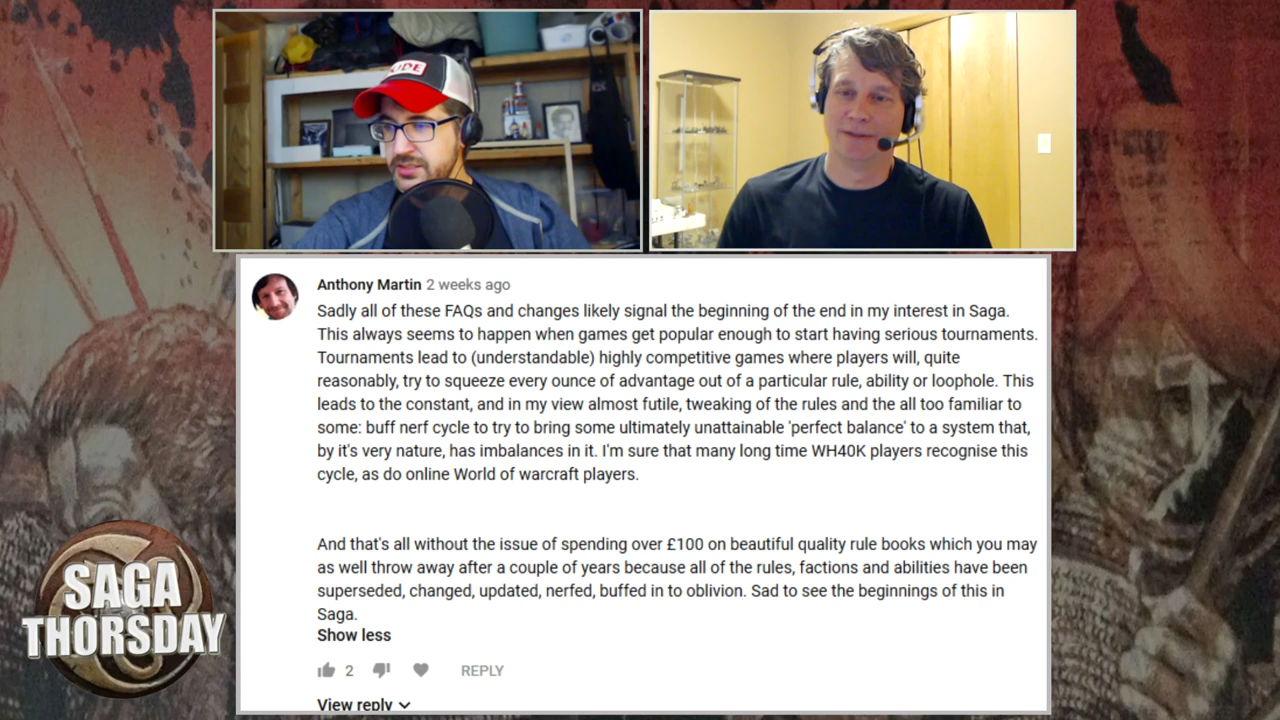 ODE
Anthony Martin 2 weeks ago
Sadly all of these FAQs and changes likely signal the beginning of the end in my interest in Saga.
This always seems to happen when games get popular enough to start having serious tournaments.
Tournaments lead to (understandable) highly competitive games where players will, quite
reasonably, try to squeeze every ounce of advantage out of a particular rule, ability or loophole. This
leads to the constant, and in my view almost futile, tweaking of the rules and the all too familiar to
some: buff nerf cycle to try to bring some ultimately unattainable 'perfect balance' to a system that,
by it's very nature, has imbalances in it. I'm sure that many long time WH40K players recognise this
cycle, as do online World of warcraft players.
And that's all without the issue of spending over £100 on beautiful quality rule books which you may
as well throw away after a couple of years because all of the rules, factions and abilities have been
superseded, changed, updated, nerfed, buffed in to oblivion. Sad to see the beginnings of this in
Saga.
Show less
2 REPLY
View reply
SAGA
THORSDAY